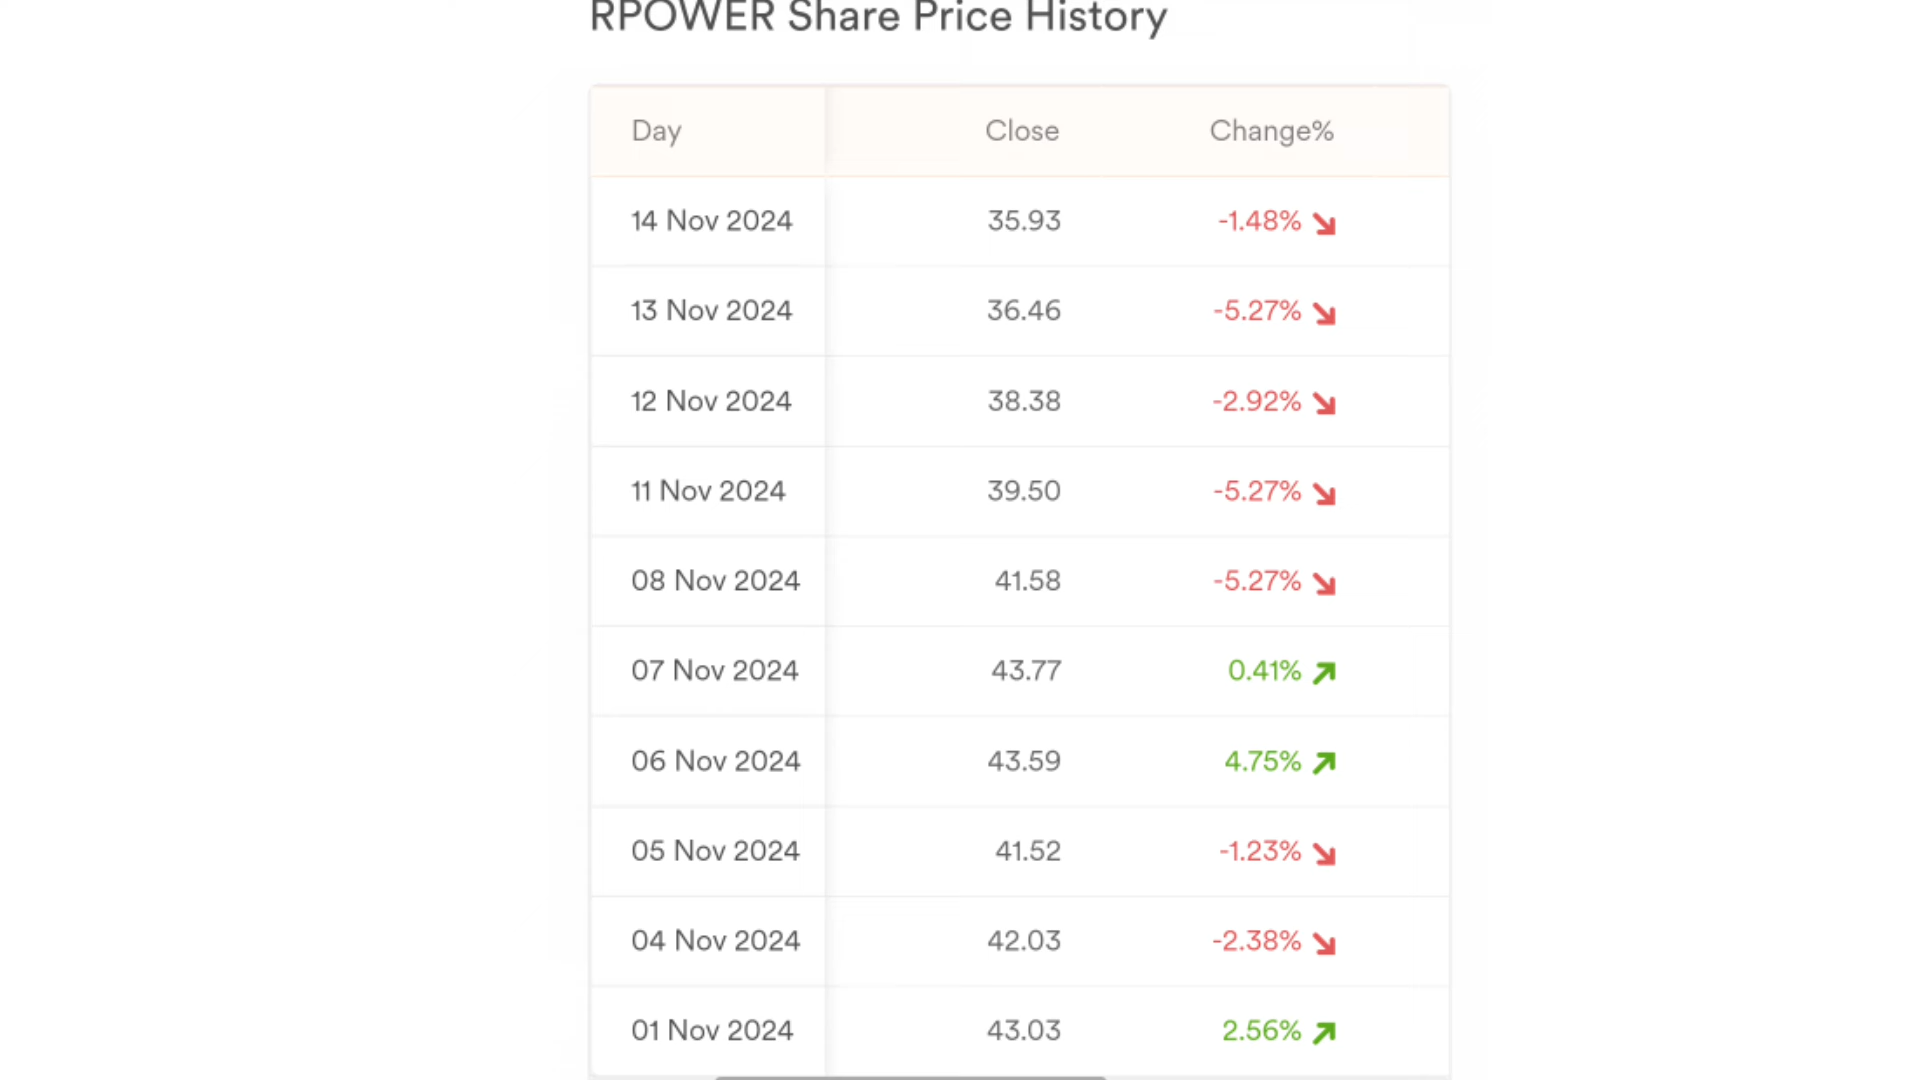 RPOWER Share Price History
Day Close Change%
14 Nov 2024 35.93 -1.48%
13 Nov 2024 36.46 -5.27%
12 Nov 2024 38.38 -2.92%
11 Nov 2024 39.50 -5.27%
08 Nov 2024 41.58 -5.27%
07 Nov 2024 43.77 0.41%
06 Nov 2024 43.59 4.75%
05 Nov 2024 41.52 -1.23%
04 Nov 2024 42.03 -2.38%
01 Nov 2024 43.03 2.56%